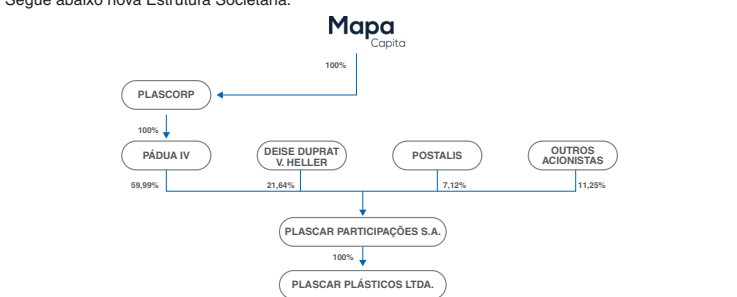 Segue abaixo nova Estrutura Societária:
Mapa
Capita
100%
PLASCORP
100%
PÁDUA IV
DEISE DUPRAT
V. HELLER
POSTALIS
OUTROS
ACIONISTAS
59,99%
21,64%
7,12%
11,25%
PLASCAR PARTICIPAÇÕES S.A.
100%
PLASCAR PLÁSTICOS LTDA.